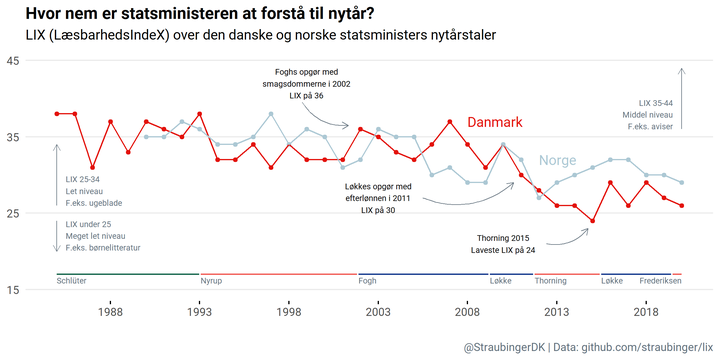 Hvor nem er statsministeren at forstå til nytår?
LIX (LæsbarhedsIndeX) over den danske og norske statsministers nytårstaler
45
35
25
15
Foghs opgør med
smagsdommerne i 2002
LIX på 36
LIX 35-44
Middel niveau
F.eks. aviser
Danmark
Norge
LIX 25-34
Let niveau
F.eks. ugeblade
LIX under 25
Meget let niveau
F.eks. børnelitteratur
Løkkes opgør med
efterlønnen i 2011
LIX på 30
Thorning 2015
Laveste LIX på 24
Schlüter
Nyrup
Fogh
Løkke
Thorning
Løkke
Frederiksen
1988
1993
1998
2003
2008
2013
2018
@StraubingerDK | Data: github.com/straubinger/lix